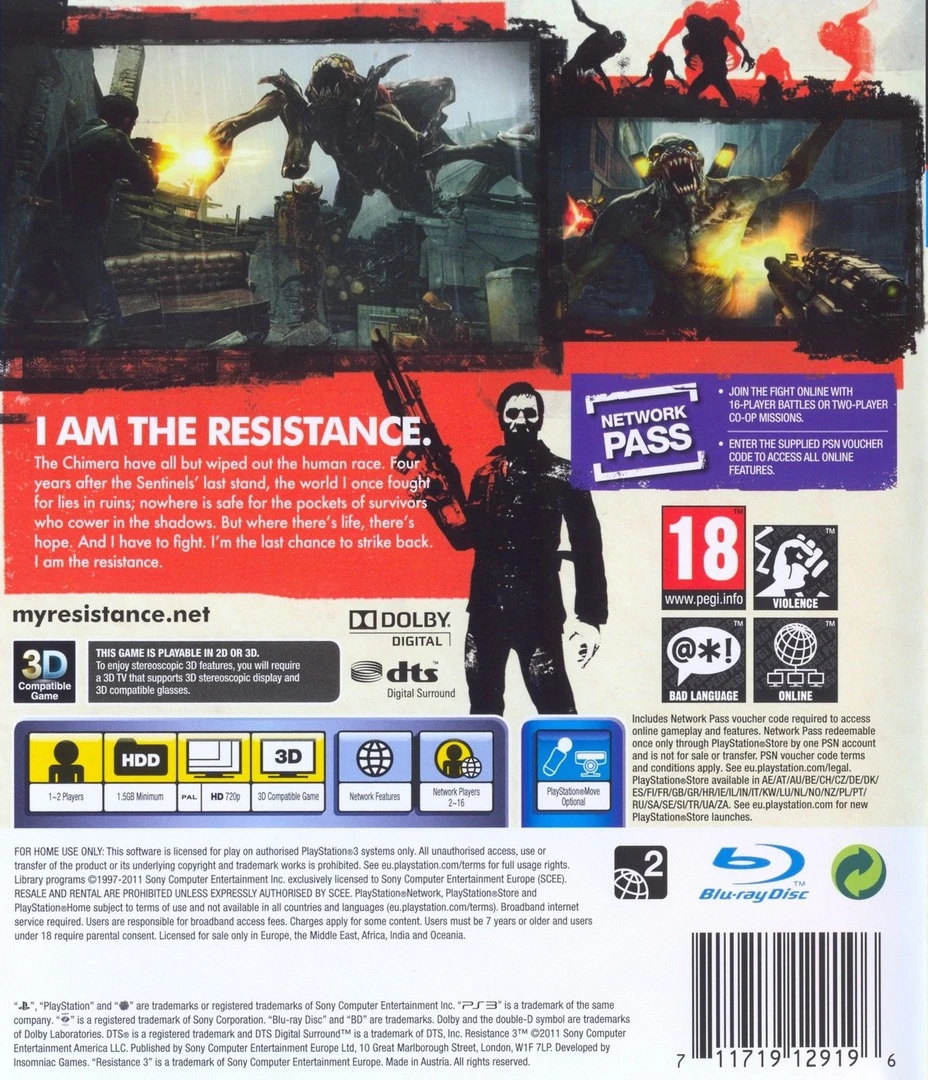 I AM THE RESISTANCE.
The Chimera have all but wiped out the human race. Four
years after the Sentinels' last stand, the world I once fought
for lies in ruins; nowhere is safe for the pockets of survivors
who cower in the shadows. But where there's life, there's
hope. And I have to fight. I'm the last chance to strike back.
I am the resistance.
NETWORK
PASS
• JOIN THE FIGHT ONLINE WITH
16-PLAYER BATTLES OR TWO-PLAYER
CO-OP MISSIONS.
• ENTER THE SUPPLIED PSN VOUCHER
CODE TO ACCESS ALL ONLINE
FEATURES.
myresistance.net
DOLBY.
DIGITAL
dts™
Digital Surround
3D
Compatible
Game
THIS GAME IS PLAYABLE IN 2D OR 3D.
To enjoy stereoscopic 3D features, you will require
a 3D TV that supports 3D stereoscopic display and
3D compatible glasses.
18
™
www.pegi.info
™
VIOLENCE
™
@*!
BAD LANGUAGE
™
ONLINE
1~2 Players
HDD
1.5GB Minimum
PAL HD 720p
3D
3D Compatible Game
Network Features
Network Players
2~16
PlayStation®Move
Optional
Includes Network Pass voucher code required to access
online gameplay and features. Network Pass redeemable
once only through PlayStation®Store by one PSN account
and is not for sale or transfer. PSN voucher code terms
and conditions apply. See eu.playstation.com/legal.
PlayStation®Store available in AE/AT/AU/BE/CH/CZ/DE/DK/
ES/FI/FR/GB/GR/HR/IE/IL/IN/IT/KW/LU/NL/NO/NZ/PL/PT/
RU/SA/SE/SI/TR/UA/ZA. See eu.playstation.com for new
PlayStation®Store launches.
FOR HOME USE ONLY: This software is licensed for play on authorised PlayStation®3 systems only. All unauthorised access, use or
transfer of the product or its underlying copyright and trademark works is prohibited. See eu.playstation.com/terms for full usage rights.
Library programs ©1997-2011 Sony Computer Entertainment Inc. exclusively licensed to Sony Computer Entertainment Europe (SCEE).
RESALE AND RENTAL ARE PROHIBITED UNLESS EXPRESSLY AUTHORISED BY SCEE. PlayStation®Network, PlayStation®Store and
PlayStation®Home subject to terms of use and not available in all countries and languages (eu.playstation.com/terms). Broadband internet
service required. Users are responsible for broadband access fees. Charges apply for some content. Users must be 7 years or older and users
under 18 require parental consent. Licensed for sale only in Europe, the Middle East, Africa, India and Oceania.
2
Blu-ray Disc™
"", "PlayStation" and "" are trademarks or registered trademarks of Sony Computer Entertainment Inc. "PS3" is a trademark of the same
company. "" is a registered trademark of Sony Corporation. "Blu-ray Disc" and "BD" are trademarks. Dolby and the double-D symbol are trademarks
of Dolby Laboratories. DTS® is a registered trademark and DTS Digital Surround™ is a trademark of DTS, Inc. Resistance 3™ ©2011 Sony Computer
Entertainment America LLC. Published by Sony Computer Entertainment Europe Ltd, 10 Great Marlborough Street, London, W1F 7LP. Developed by
Insomniac Games. "Resistance 3" is a trademark of Sony Computer Entertainment Europe. Made in Austria. All rights reserved.
7 11719 12919 6